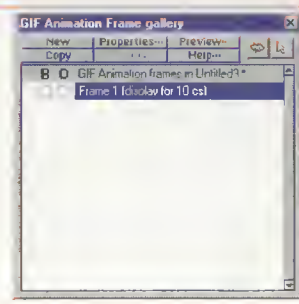 GIF Animation Frame gallery
New Properties... Preview...
Copy Help...
B O GIF Animation frames in Untitled3 *
Frame 1 (display for 10 cs)